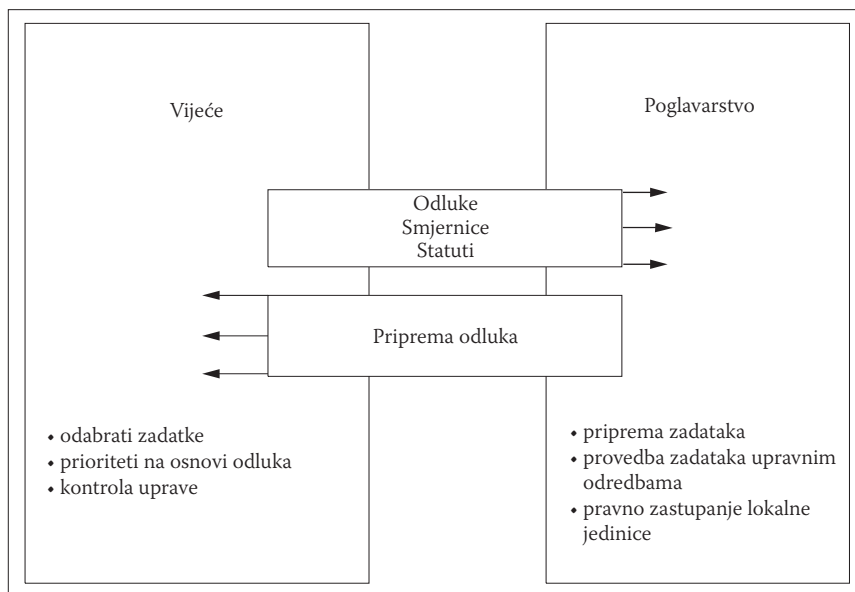 Vijeće
Poglavarstvo
Odluke
Smjernice
Statuti
Priprema odluka
• odabrati zadatke
• prioriteti na osnovi odluka
• kontrola uprave
• priprema zadataka
• provedba zadataka upravnim
odredbama
• pravno zastupanje lokalne
jedinice